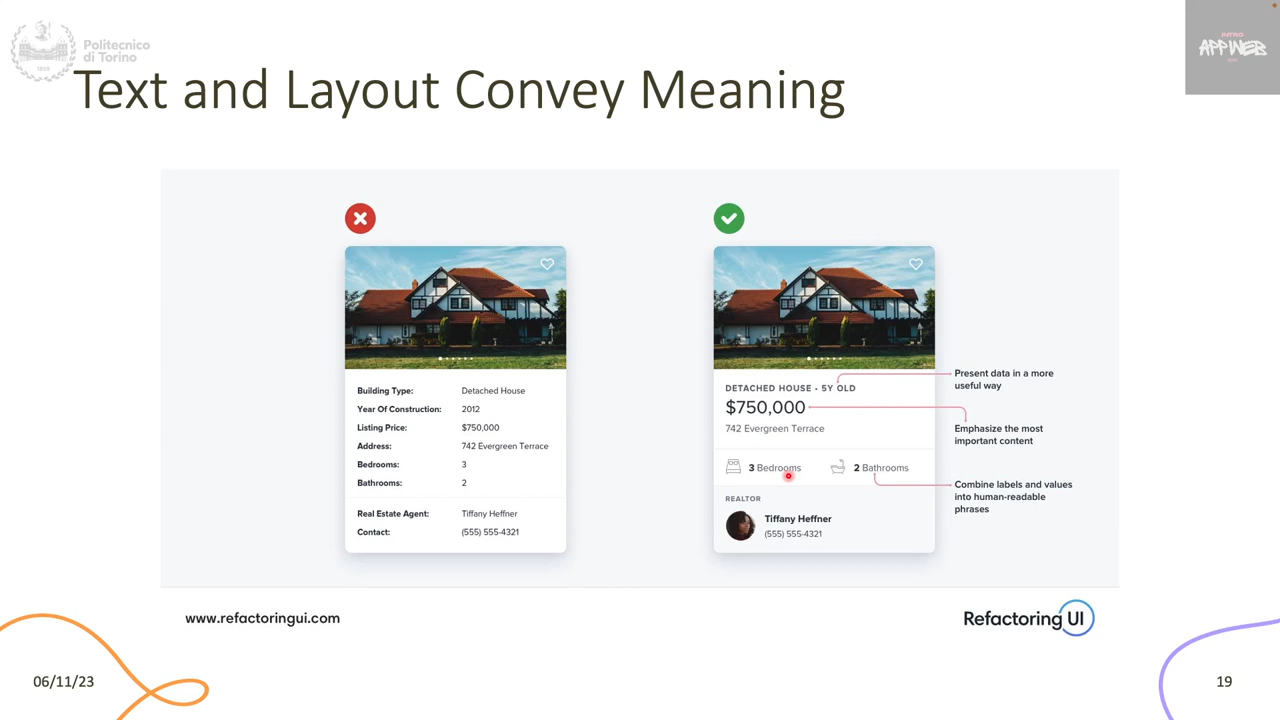 Politecnico
di Torino
1859
INTRO
APPWEB
Text and Layout Convey Meaning
Building Type: Detached House
Year Of Construction: 2012
Listing Price: $750,000
Address: 742 Evergreen Terrace
Bedrooms: 3
Bathrooms: 2
Real Estate Agent: Tiffany Heffner
Contact: (555) 555-4321
DETACHED HOUSE • 5Y OLD
$750,000
742 Evergreen Terrace
3 Bedrooms 2 Bathrooms
REALTOR
Tiffany Heffner
(555) 555-4321
Present data in a more
useful way
Emphasize the most
important content
Combine labels and values
into human-readable
phrases
www.refactoringui.com
Refactoring UI
06/11/23
19